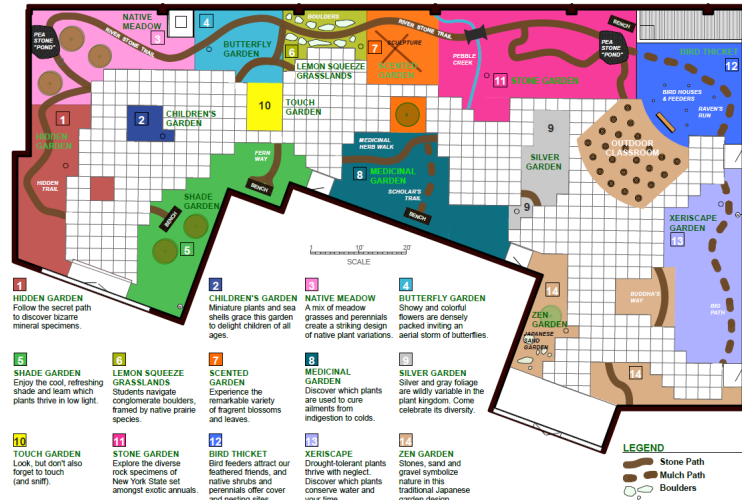 NATIVE
MEADOW
3
4
BOULDERS
RIVER STONE TRAIL
RIVER STONE TRAIL
BENCH
PEA
STONE
"POND"
BUTTERFLY
GARDEN
6
7
SCULPTURE
SCENTED
GARDEN
LEMON SQUEEZE
GRASSLANDS
PEBBLE
CREEK
PEA
STONE
"POND"
11
STONE GARDEN
BIRD THICKET
12
BIRD HOUSES
& FEEDERS
RAVEN'S
RUN
1
HIDDEN
GARDEN
2
CHILDREN'S
GARDEN
10
TOUCH
GARDEN
9
MEDICINAL
HERB WALK
OUTDOOR
CLASSROOM
FERN
WAY
8
MEDICINAL
GARDEN
SILVER
GARDEN
HIDDEN
TRAIL
BENCH
SHADE
GARDEN
BENCH
SCHOLAR'S
TRAIL
BENCH
9
XERISCAPE
GARDEN
13
5
1 10' 20'
SCALE
14
BUDDHA'S
WAY
BIG
PATH
ZEN
GARDEN
JAPANESE
SAND
GARDEN
14
1
HIDDEN GARDEN
Follow the secret path
to discover bizarre
mineral specimens.
2
CHILDREN'S GARDEN
Miniature plants and sea
shells grace this garden
to delight children of all
ages.
3
NATIVE MEADOW
A mix of meadow
grasses and perennials
create a striking design
of native plant variations.
4
BUTTERFLY GARDEN
Showy and colorful
flowers are densely
packed inviting an
aerial storm of butterflies.
5
SHADE GARDEN
Enjoy the cool, refreshing
shade and learn which
plants thrive in low light.
6
LEMON SQUEEZE
GRASSLANDS
Students navigate
conglomerate boulders,
framed by native prairie
species.
7
SCENTED
GARDEN
Experience the
remarkable variety
of fragrent blossoms
and leaves.
8
MEDICINAL
GARDEN
Discover which plants
are used to cure
ailments from
indigestion to colds.
9
SILVER GARDEN
Silver and gray foliage
are wildly variable in the
plant kingdom. Come
celebrate its diversity.
10
TOUCH GARDEN
Look, but don't also
forget to touch
(and sniff).
11
STONE GARDEN
Explore the diverse
rock specimens of
New York State set
amongst exotic annuals.
12
BIRD THICKET
Bird feeders attract our
feathered friends, and
native shrubs and
perennials offer cover
and nesting sites
13
XERISCAPE
Drought-tolerant plants
thrive with neglect.
Discover which plants
conserve water and
your time
14
ZEN GARDEN
Stones, sand and
gravel symbolize
nature in this
traditional Japanese
garden design
LEGEND
Stone Path
Mulch Path
Boulders